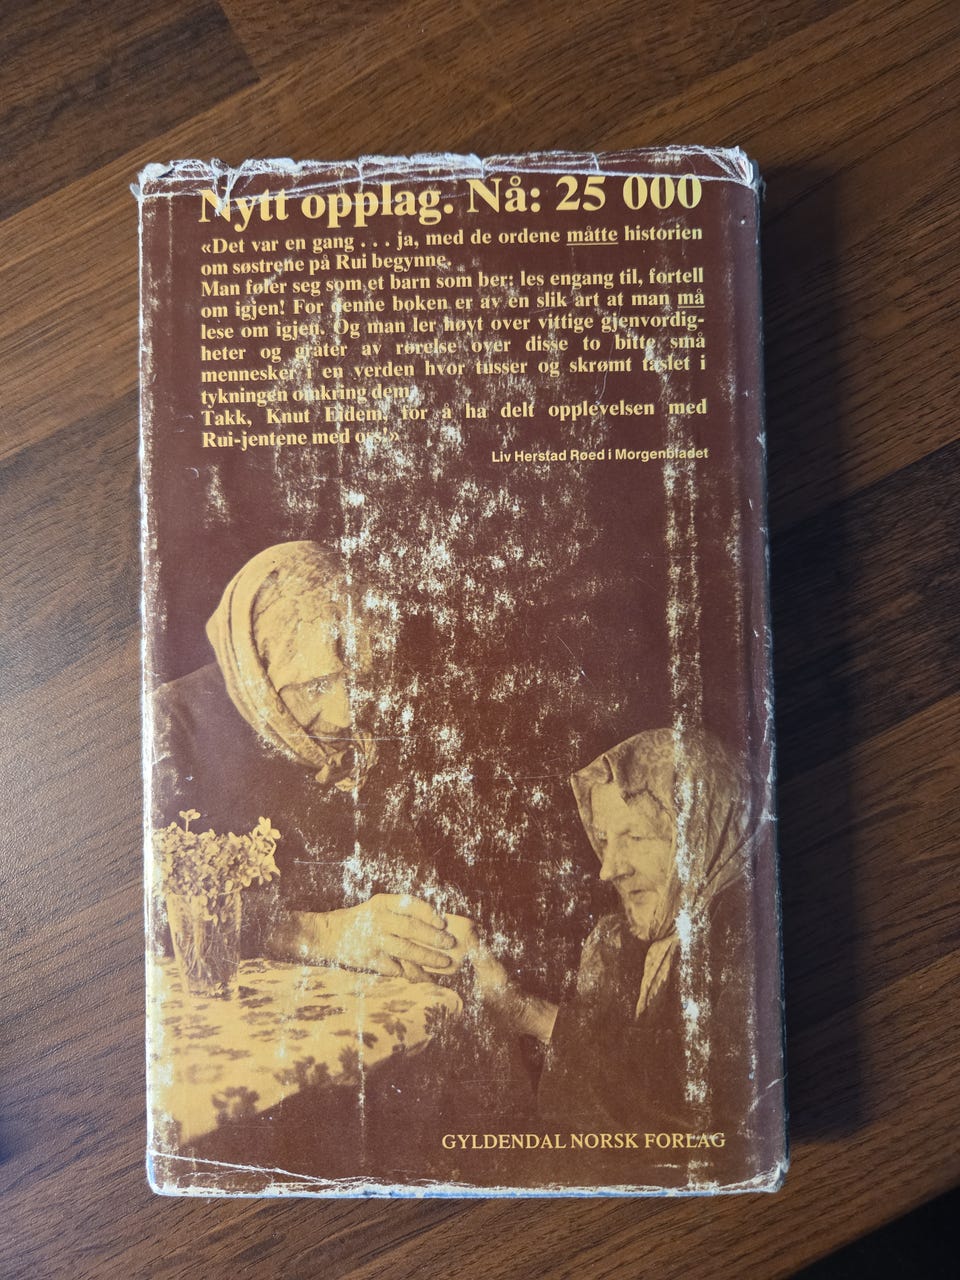 Nytt opplag. Nå: 25 000
«Det var en gang . . . ja, med de ordene måtte historien
om søstrene på Rui begynne.
Man føler seg som et barn som ber: les engang til, fortell
om igjen! For denne boken er av en slik art at man må
lese om igjen. Og man ler høyt over vittige gjenvordig-
heter og gråter av rørelse over disse to bitte små
mennesker i en verden hvor tusser og skrømt taslet i
tykningen omkring dem.
Takk, Knut Eidem, for å ha delt opplevelsen med
Rui-jentene med oss!»
Liv Herstad Røed i Morgenbladet
GYLDENDAL NORSK FORLAG